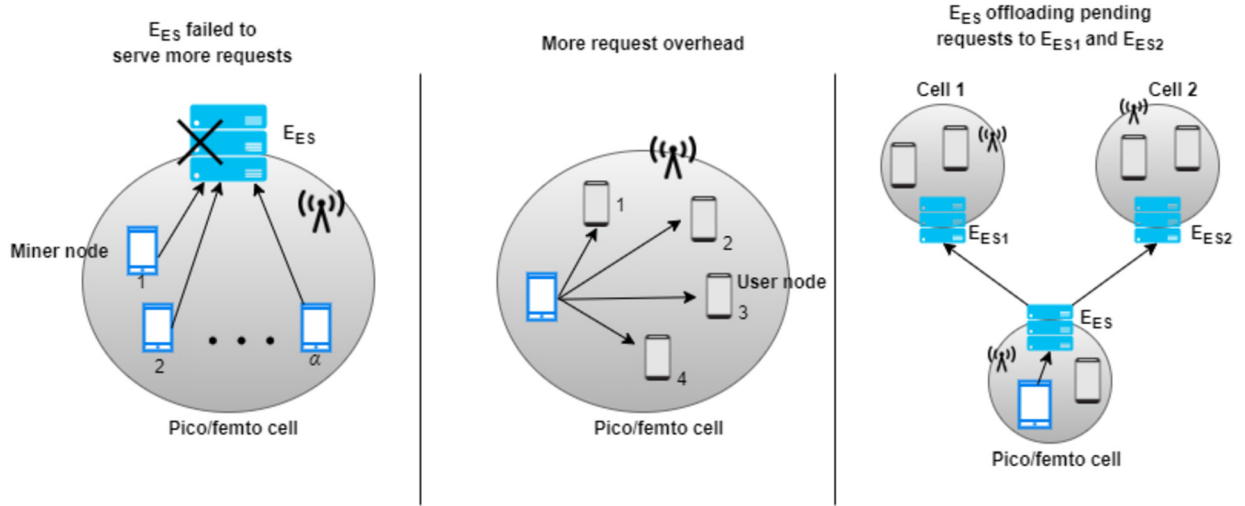 E_ES failed to
serve more requests
E_ES
Miner node
1
2
α
Pico/femto cell
More request overhead
1
2
User node
3
4
Pico/femto cell
E_ES offloading pending
requests to E_ES1 and E_ES2
Cell 1
Cell 2
E_ES1
E_ES2
E_ES
Pico/femto cell